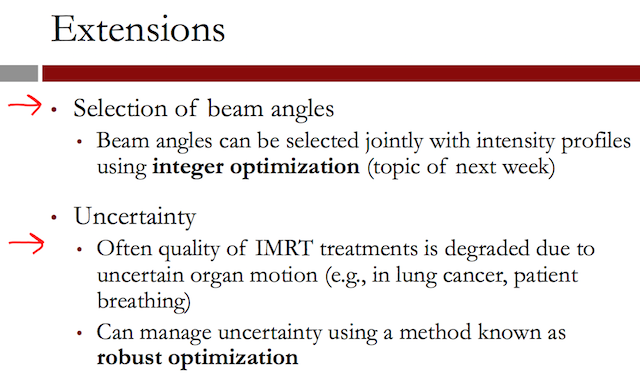 Extensions
• Selection of beam angles
• Beam angles can be selected jointly with intensity profiles
using integer optimization (topic of next week)
• Uncertainty
• Often quality of IMRT treatments is degraded due to
uncertain organ motion (e.g., in lung cancer, patient
breathing)
• Can manage uncertainty using a method known as
robust optimization